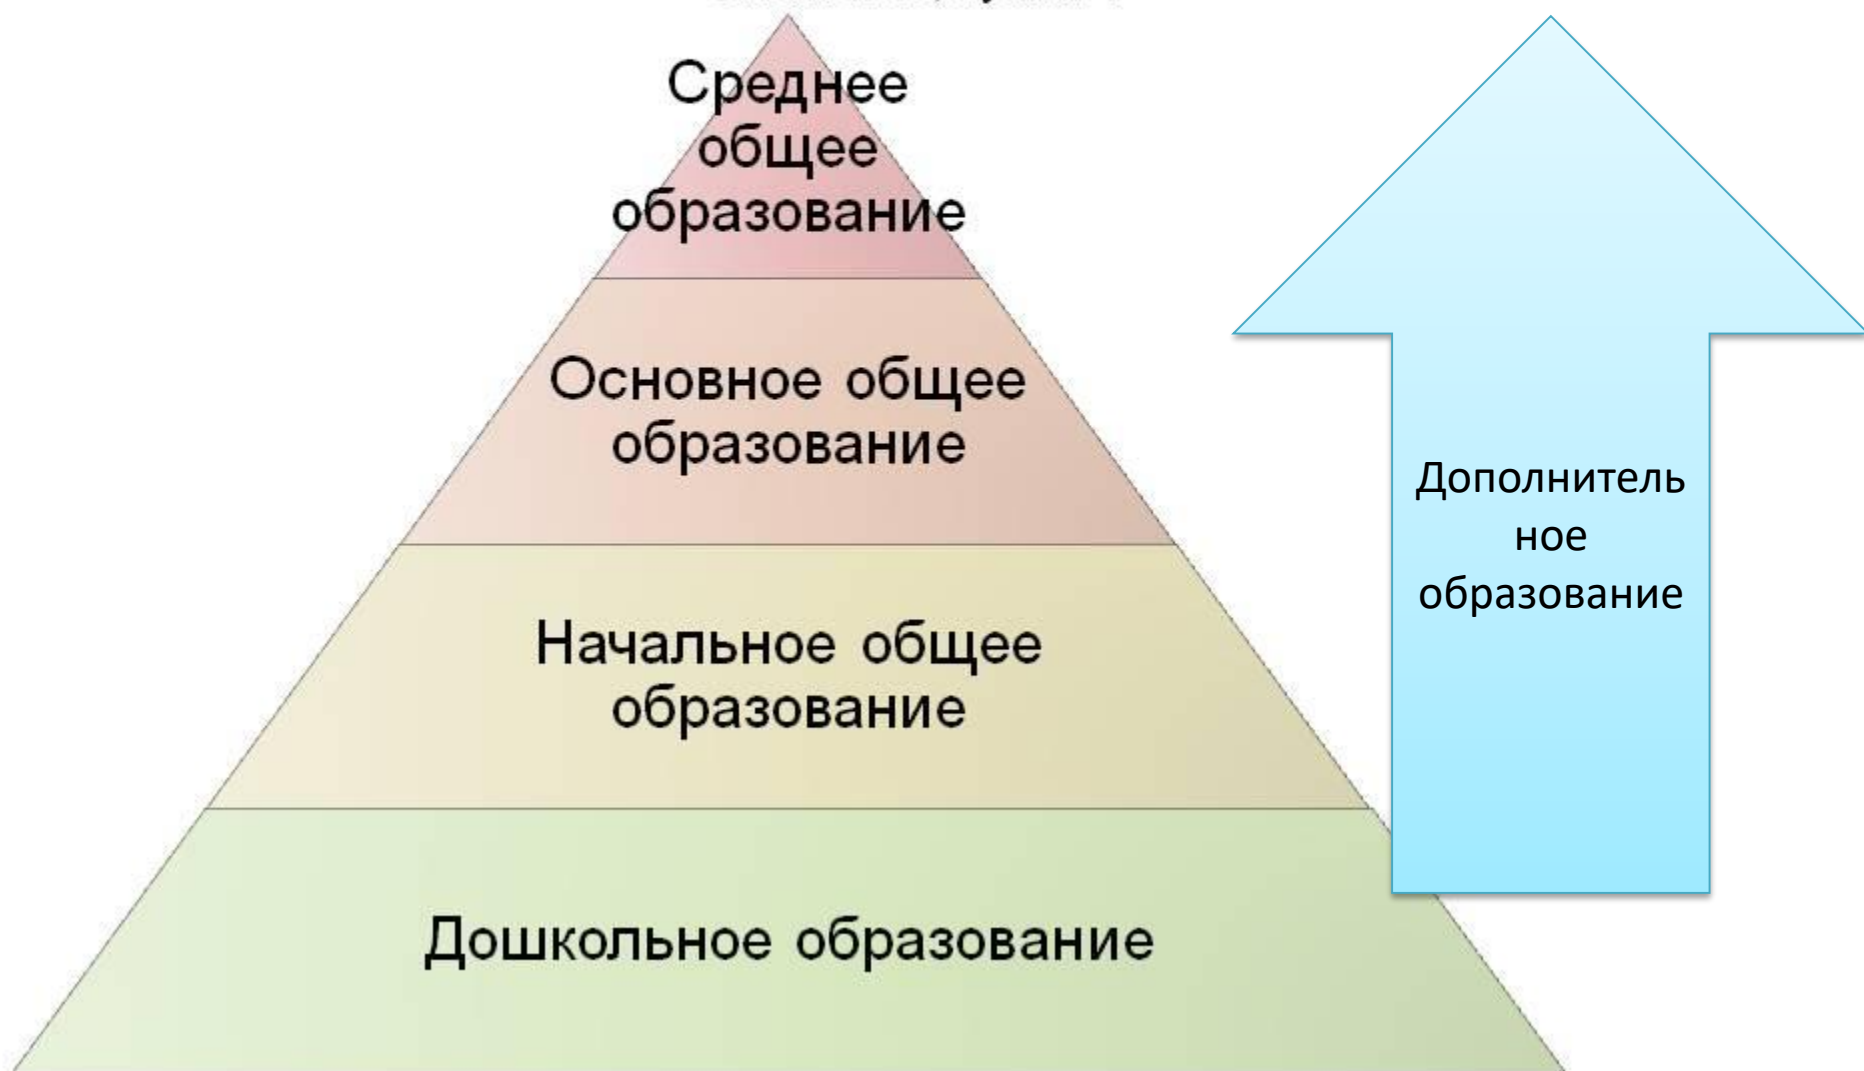 Среднее
общее
образование
Основное общее
образование
Начальное общее
образование
Дошкольное образование
Дополнитель
ное
образование